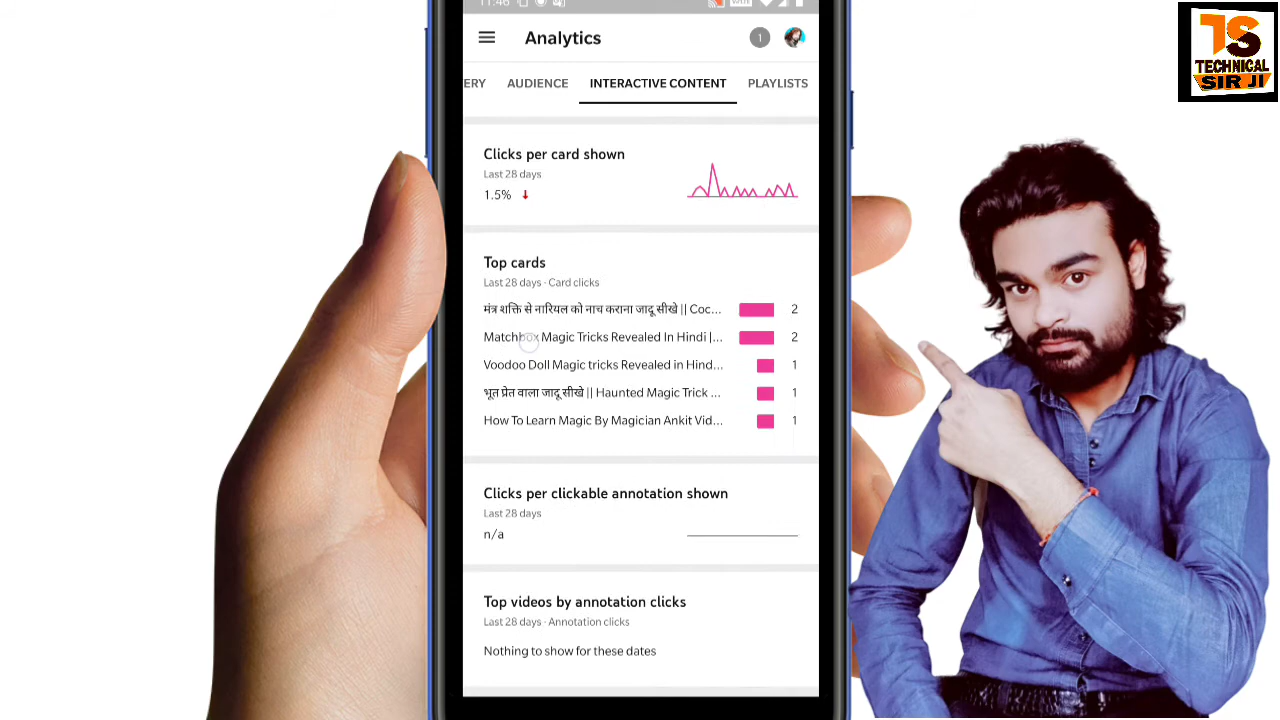 11:46
Analytics
1
ERY AUDIENCE INTERACTIVE CONTENT PLAYLISTS
Clicks per card shown
Last 28 days
1.5%
Top cards
Last 28 days · Card clicks
मंत्र शक्ति से नारियल को नाच कराना जादू सीखे || Coc... 2
Matchbox Magic Tricks Revealed In Hindi |... 2
Voodoo Doll Magic tricks Revealed in Hind... 1
भूत प्रेत वाला जादू सीखे || Haunted Magic Trick ... 1
How To Learn Magic By Magician Ankit Vid... 1
Clicks per clickable annotation shown
Last 28 days
n/a
Top videos by annotation clicks
Last 28 days · Annotation clicks
Nothing to show for these dates
TS
TECHNICAL
SIR JI